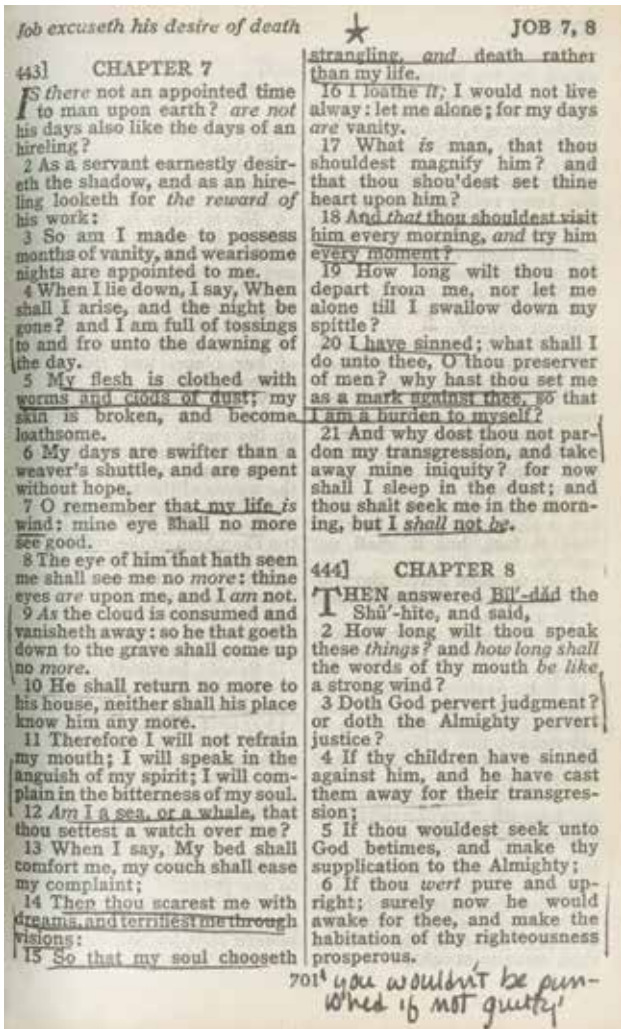 Job excuseth his desire of death
JOB 7, 8
443] CHAPTER 7
IS there not an appointed time
to man upon earth? are not
his days also like the days of an
hireling?
2 As a servant earnestly desir-
eth the shadow, and as an hire-
ling looketh for the reward of
his work:
3 So am I made to possess
months of vanity, and wearisome
nights are appointed to me.
4 When I lie down, I say, When
shall I arise, and the night be
gone? and I am full of tossings
to and fro unto the dawning of
the day.
5 My flesh is clothed with
worms and clods of dust; my
skin is broken, and become
loathsome.
6 My days are swifter than a
weaver's shuttle, and are spent
without hope.
7 O remember that my life is
wind: mine eye shall no more
see good.
8 The eye of him that hath seen
me shall see me no more: thine
eyes are upon me, and I am not.
9 As the cloud is consumed and
vanisheth away: so he that goeth
down to the grave shall come up
no more.
10 He shall return no more to
his house, neither shall his place
know him any more.
11 Therefore I will not refrain
my mouth; I will speak in the
anguish of my spirit; I will com-
plain in the bitterness of my soul.
12 Am I a sea, or a whale, that
thou settest a watch over me?
13 When I say, My bed shall
comfort me, my couch shall ease
my complaint;
14 Then thou scarest me with
dreams, and terrifiest me through
visions:
15 So that my soul chooseth
strangling, and death rather
than my life.
16 I loathe it; I would not live
alway: let me alone; for my days
are vanity.
17 What is man, that thou
shouldest magnify him? and
that thou shou'dest set thine
heart upon him?
18 And that thou shouldest visit
him every morning, and try him
every moment?
19 How long wilt thou not
depart from me, nor let me
alone till I swallow down my
spittle?
20 I have sinned; what shall I
do unto thee, O thou preserver
of men? why hast thou set me
as a mark against thee, so that
I am a burden to myself?
21 And why dost thou not par-
don my transgression, and take
away mine iniquity? for now
shall I sleep in the dust; and
thou shalt seek me in the morn-
ing, but I shall not be.
444] CHAPTER 8
THEN answered Bĭl'-dăd the
Shū'-hīte, and said,
2 How long wilt thou speak
these things? and how long shall
the words of thy mouth be like
a strong wind?
3 Doth God pervert judgment?
or doth the Almighty pervert
justice?
4 If thy children have sinned
against him, and he have cast
them away for their transgres-
sion;
5 If thou wouldest seek unto
God betimes, and make thy
supplication to the Almighty;
6 If thou wert pure and up-
right; surely now he would
awake for thee, and make the
habitation of thy righteousness
prosperous.
701 'you wouldn't be pun-
ished if not guilty'